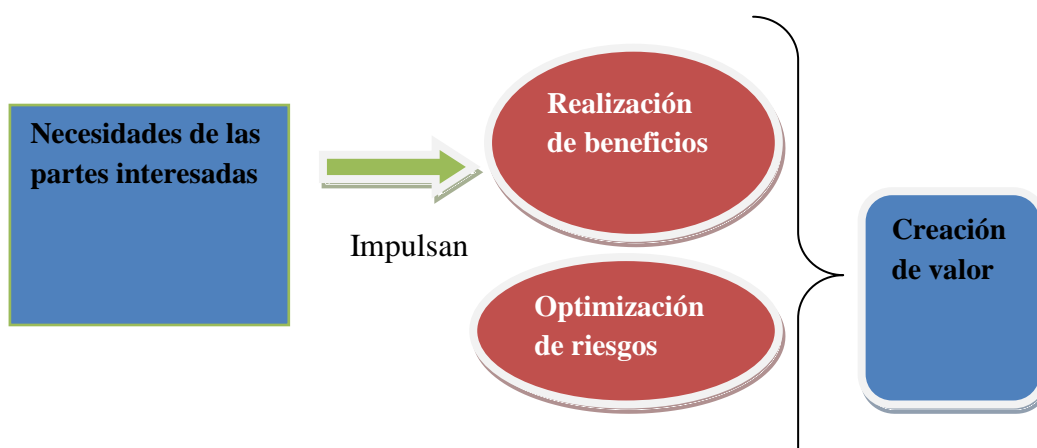 Necesidades de las
partes interesadas
Impulsan
Realización
de beneficios
Optimización
de riesgos
Creación
de valor